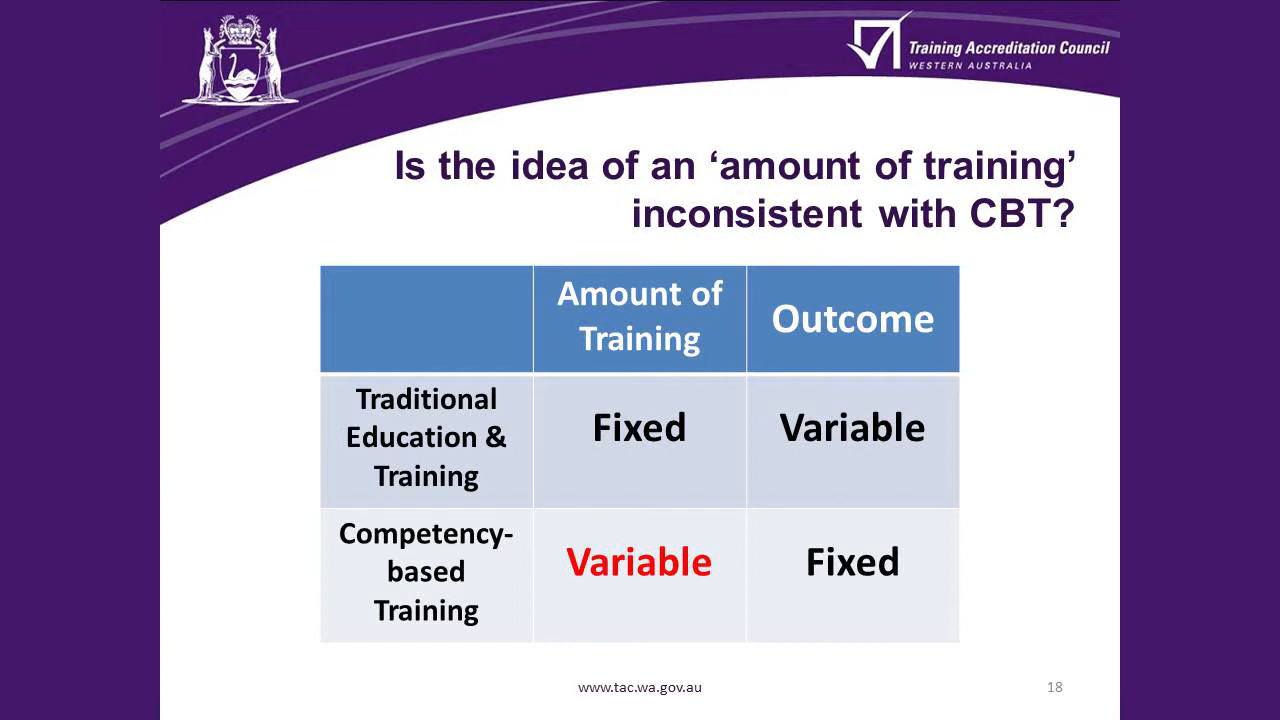 Training Accreditation Council
WESTERN AUSTRALIA
Is the idea of an ‘amount of training’
inconsistent with CBT?
Amount of
Training
Outcome
Traditional
Education &
Training
Fixed
Variable
Competency-
based
Training
Variable
Fixed
www.tac.wa.gov.au
18